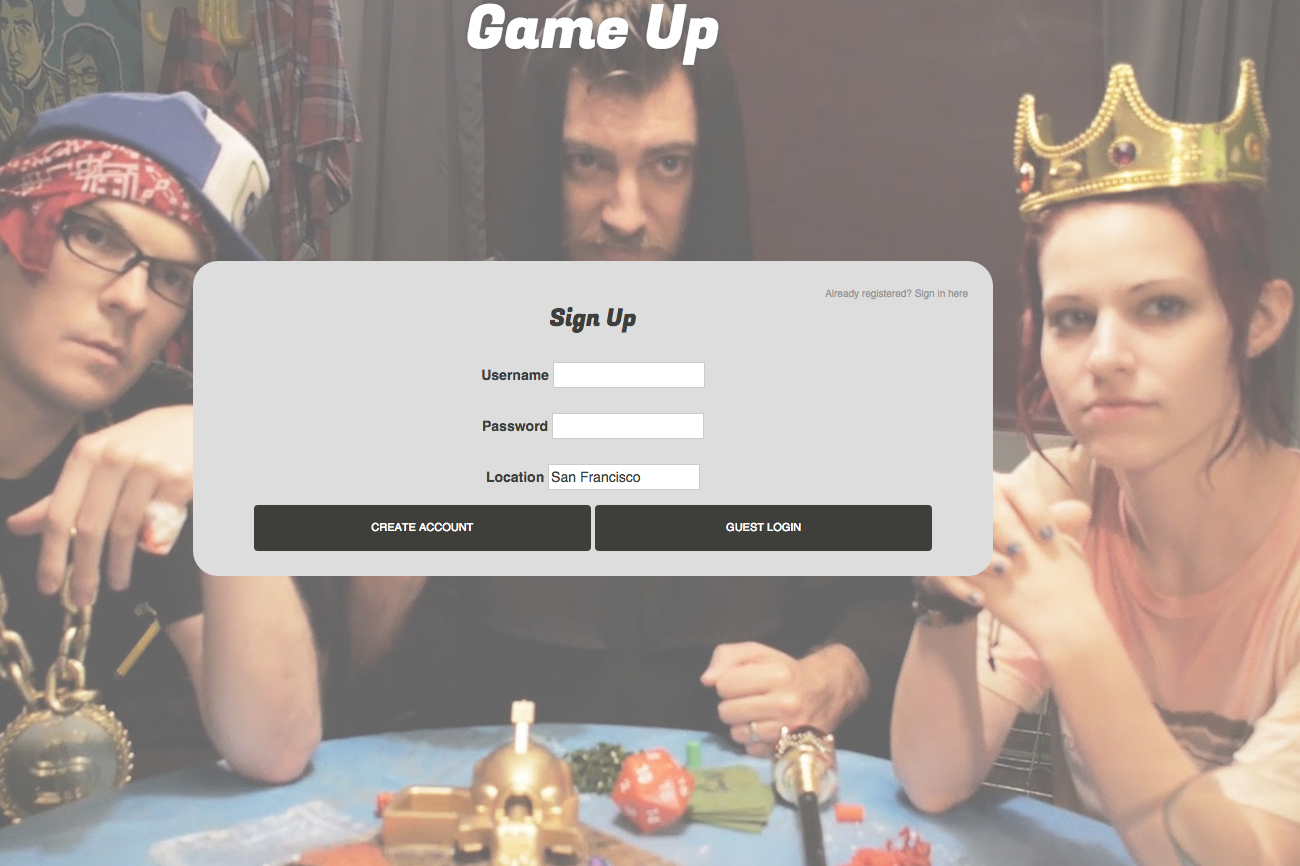 Game Up
Already registered? Sign in here
Sign Up
Username
Password
Location San Francisco
CREATE ACCOUNT GUEST LOGIN